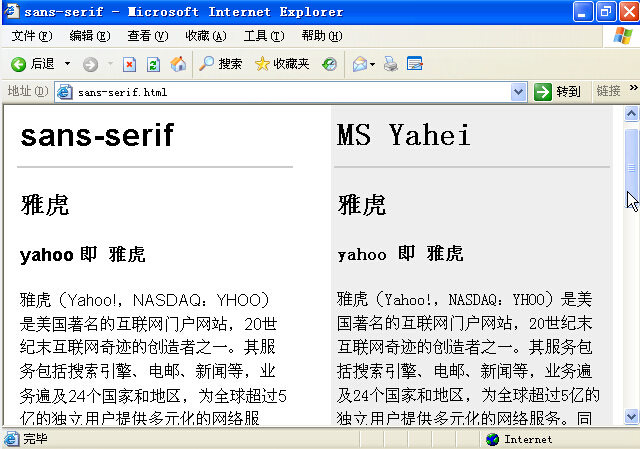 sans-serif - Microsoft Internet Explorer
文件(F) 编辑(E) 查看(V) 收藏(A) 工具(T) 帮助(H)
后退 搜索 收藏夹
地址(D) sans-serif.html 转到 链接 »
sans-serif
雅虎
yahoo 即 雅虎
雅虎（Yahoo!，NASDAQ：YHOO）
是美国著名的互联网门户网站，20世
纪末互联网奇迹的创造者之一。其服
务包括搜索引擎、电邮、新闻等，业
务遍及24个国家和地区，为全球超过5
亿的独立用户提供多元化的网络服
MS Yahei
雅虎
yahoo 即 雅虎
雅虎（Yahoo!，NASDAQ：YHOO）是美
国著名的互联网门户网站，20世纪末
互联网奇迹的创造者之一。其服务包
括搜索引擎、电邮、新闻等，业务遍
及24个国家和地区，为全球超过5亿的
独立用户提供多元化的网络服务。同
完毕 Internet